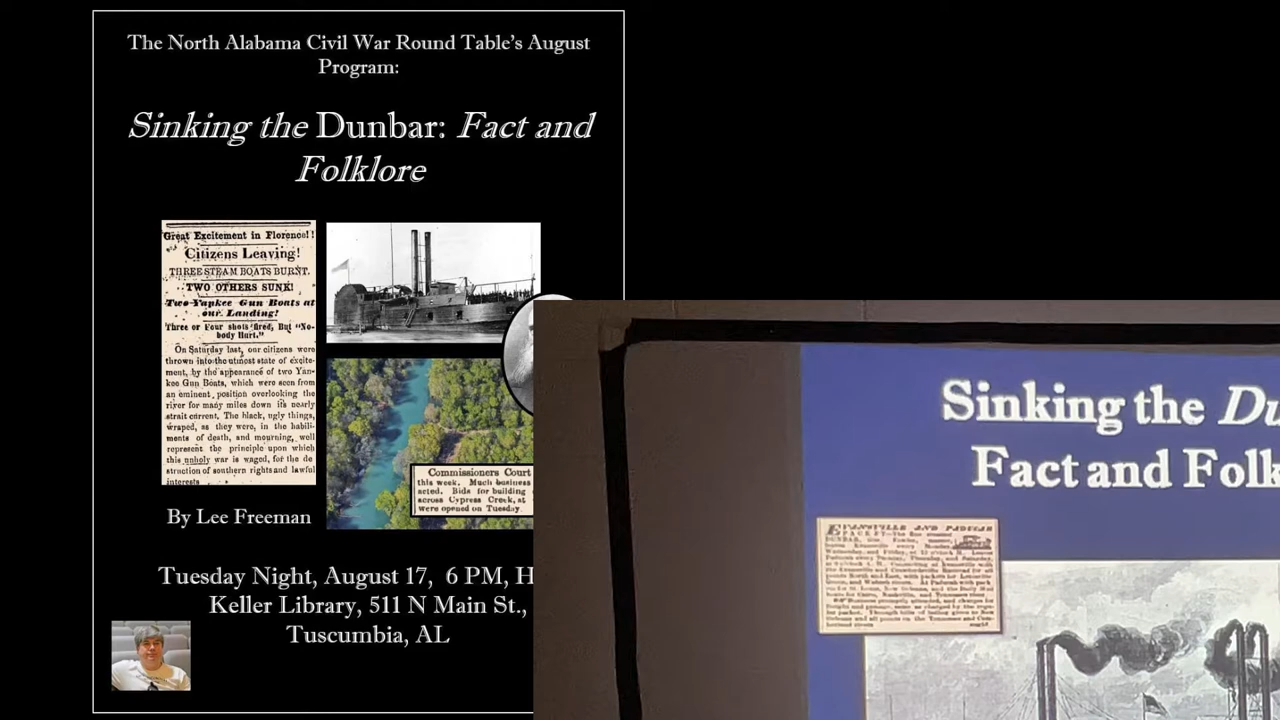 The North Alabama Civil War Round Table's August
Program:
Sinking the Dunbar: Fact and
Folklore
Great Excitement in Florence!!
Citizens Leaving!
THREE STEAM BOATS BURNT.
TWO OTHERS SUNK!
Two Yankee Gun Boats at
our Landing!
Three or Four shots fired, But "No-
body Hurt."
On Saturday last, our citizens were
thrown into the utmost state of excite-
ment, by the appearance of two Yan-
kee Gun Boats, which were seen from
an eminent position overlooking the
river for many miles down it's nearly
strait current. The black, ugly things,
wraped, as they were, in the habili-
ments of death, and mourning, well
represent the principle upon which
this unholy war is waged, for the de
struction of southern rights and lawful
interests
Commissioners Court
this week. Much business
acted. Bids for building
across Cypress Creek, at
were opened on Tuesday.
By Lee Freeman
Tuesday Night, August 17, 6 PM, H
Keller Library, 511 N Main St.,
Tuscumbia, AL
Sinking the Du
Fact and Folk
EVANSVILLE AND PADUCAH